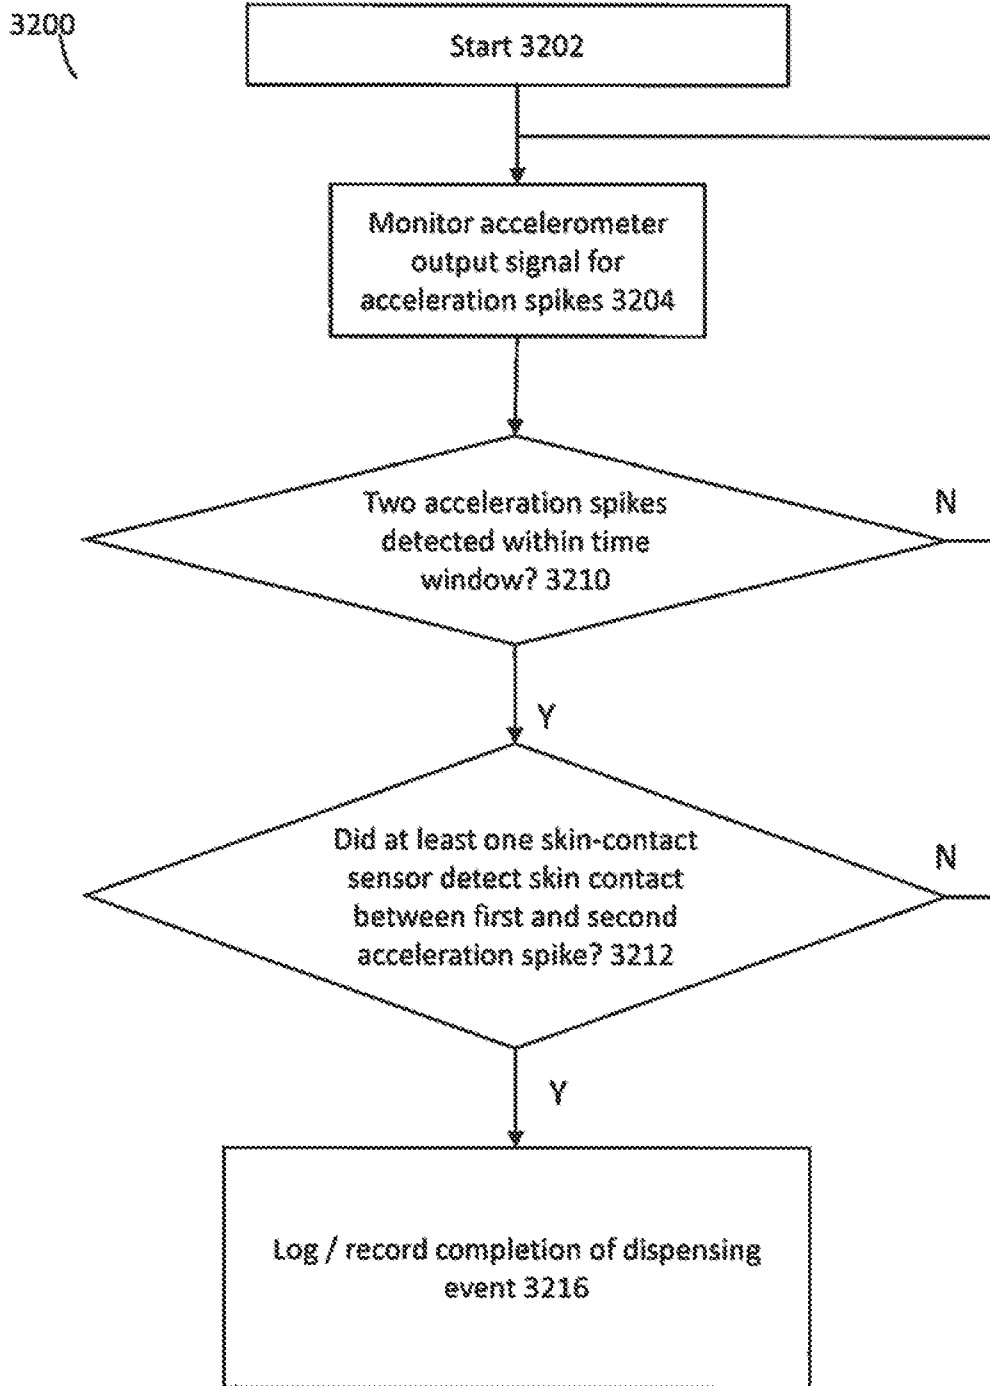 3200
Start 3202
Monitor accelerometer
output signal for
acceleration spikes 3204
Two acceleration spikes
detected within time
window? 3210
N
Y
Did at least one skin-contact
sensor detect skin contact
between first and second
acceleration spike? 3212
N
Y
Log / record completion of dispensing
event 3216